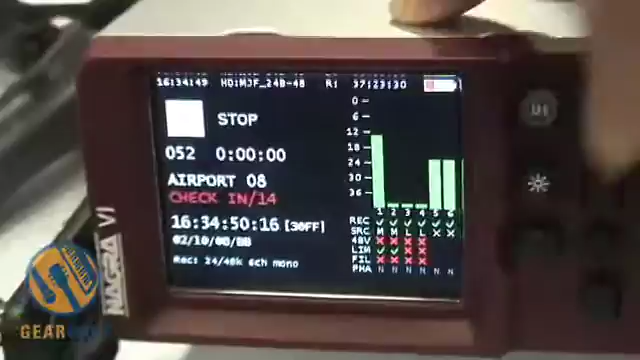 16:34:49 HD:MJF_24B-48 R: 37:23:30
STOP
052 0:00:00
AIRPORT 08
CHECK IN/14
16:34:50:16 [30FF]
02/10/08/BB
Rec: 24/48k 6Ch mono
0
6
12
18
24
30
36
1 2 3 4 5 6
REC ✓ ✓ ✓ ✓ ✓ ✓
SRC M M L L X X
48V X X X X
LIM ✓ ✓ X X
FIL X X X X
PHA N N N N N N
NAGRA VI
GEAR